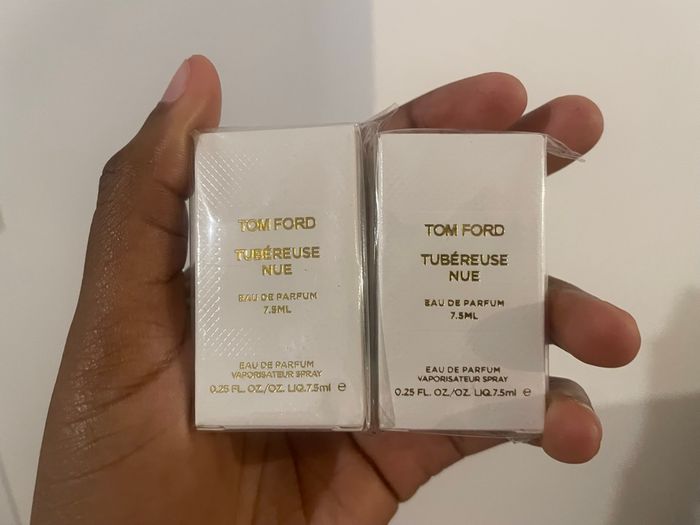 TOM FORD
TUBÉREUSE
NUE
EAU DE PARFUM
7.5ML
EAU DE PARFUM
VAPORISATEUR SPRAY
0.25 FL. OZ./OZ. LIQ.7.5ml e
TOM FORD
TUBÉREUSE
NUE
EAU DE PARFUM
7.5ML
EAU DE PARFUM
VAPORISATEUR SPRAY
0.25 FL. OZ./OZ. LIQ.7.5ml e